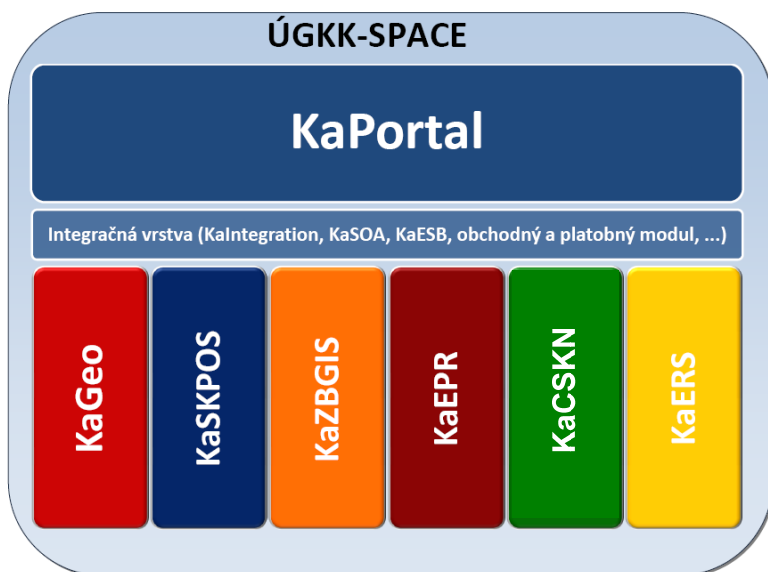 ÚGKK-SPACE
KaPortal
Integračná vrstva (KaIntegration, KaSOA, KaESB, obchodný a platobný modul, ...)
KaGeo
KaSKPOS
KaZBGIS
KaEPR
KaCSKN
KaERS